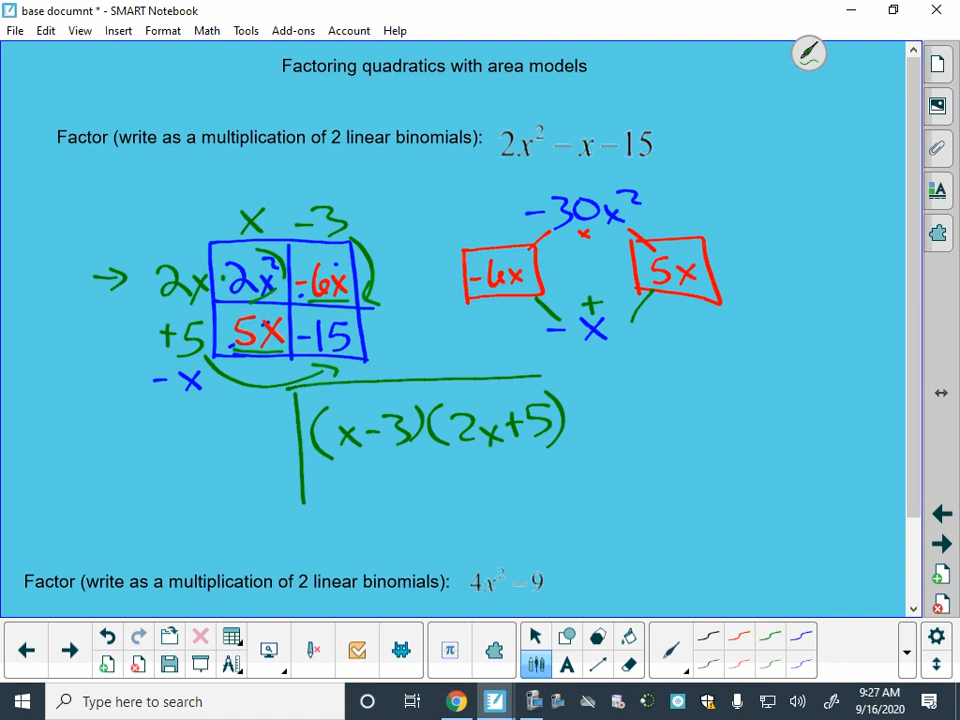 base documnt * - SMART Notebook
File Edit View Insert Format Math Tools Add-ons Account Help
Factoring quadratics with area models
Factor (write as a multiplication of 2 linear binomials): 2x² − x − 15
x −3
→ 2x 2x² −6x
+5 5x −15
−x
−30x²
×
−6x 5x
+
−x
(x−3)(2x+5)
Factor (write as a multiplication of 2 linear binomials): 4x² − 9
π
A
Type here to search
9:27 AM
9/16/2020